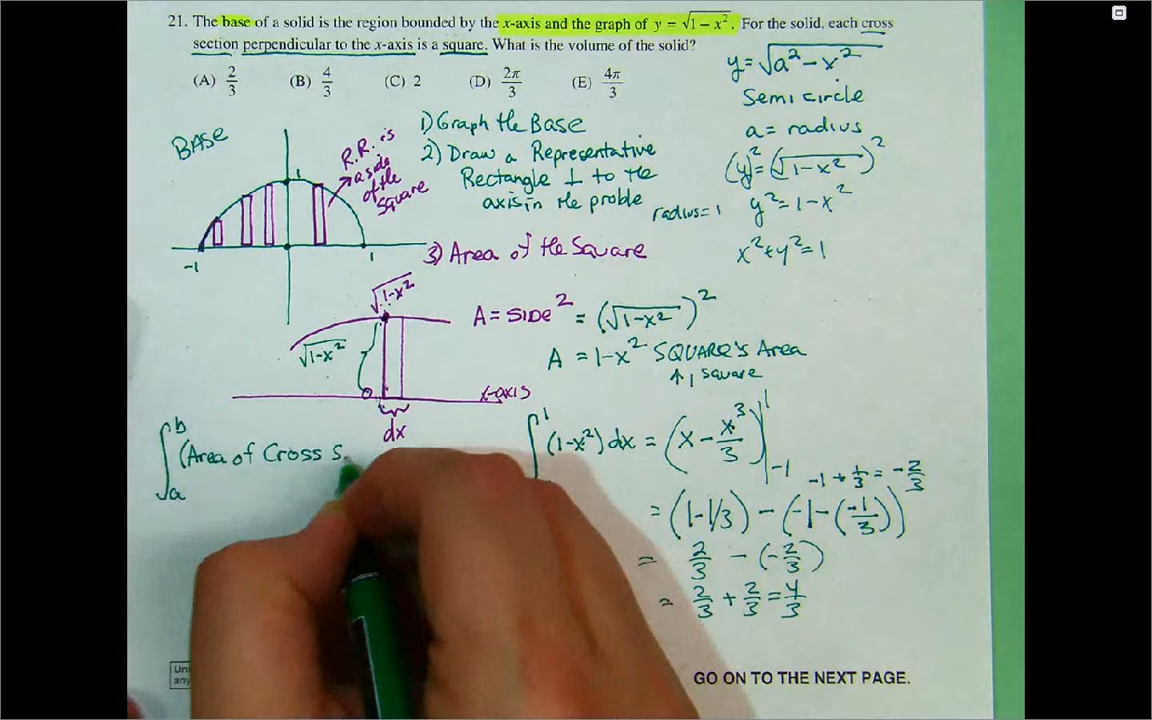 21. The base of a solid is the region bounded by the x-axis and the graph of y = √(1 − x²). For the solid, each cross
section perpendicular to the x-axis is a square. What is the volume of the solid?
(A) 2/3 (B) 4/3 (C) 2 (D) 2π/3 (E) 4π/3
y = √(a² − x²)
Semi circle
a = radius
(y)² = (√(1−x²))²
radius = 1 y² = 1 − x²
x² + y² = 1
BASE
1
-1
1
R.R. is
a side
of the
square
1) Graph the Base
2) Draw a Representative
Rectangle ⊥ to the
axis in the proble
3) Area of the Square
√(1−x²)
√(1−x²)
x-axis
dx
A = SIDE² = (√(1−x²))²
A = 1−x² SQUARE's Area
↑ 1 square
∫ 1 (1−x²) dx = (x − x³/3) | 1 -1
-1 + 1/3 = -2/3
= (1−1/3) − (−1−(−1/3))
= 2/3 − (−2/3)
= 2/3 + 2/3 = 4/3
∫ b a (Area of Cross S
Un
any
GO ON TO THE NEXT PAGE.